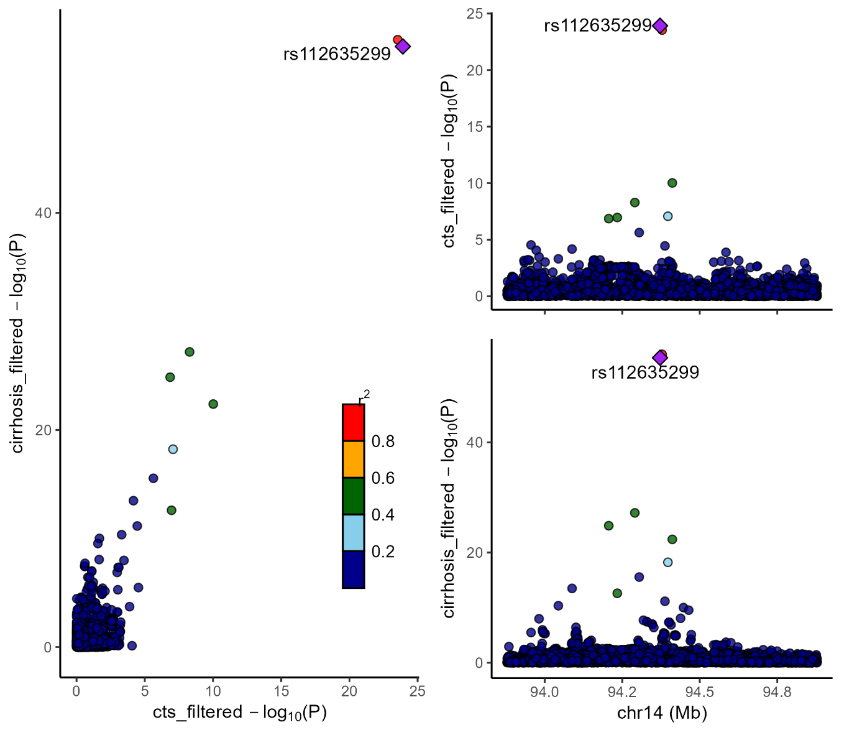 cirrhosis_filtered − log10(P)
40
20
0
rs112635299
r2
0.8
0.6
0.4
0.2
0 5 10 15 20 25
cts_filtered − log10(P)
cts_filtered − log10(P)
25
20
15
10
5
0
rs112635299
cirrhosis_filtered − log10(P)
40
20
0
rs112635299
94.0 94.2 94.5 94.8
chr14 (Mb)